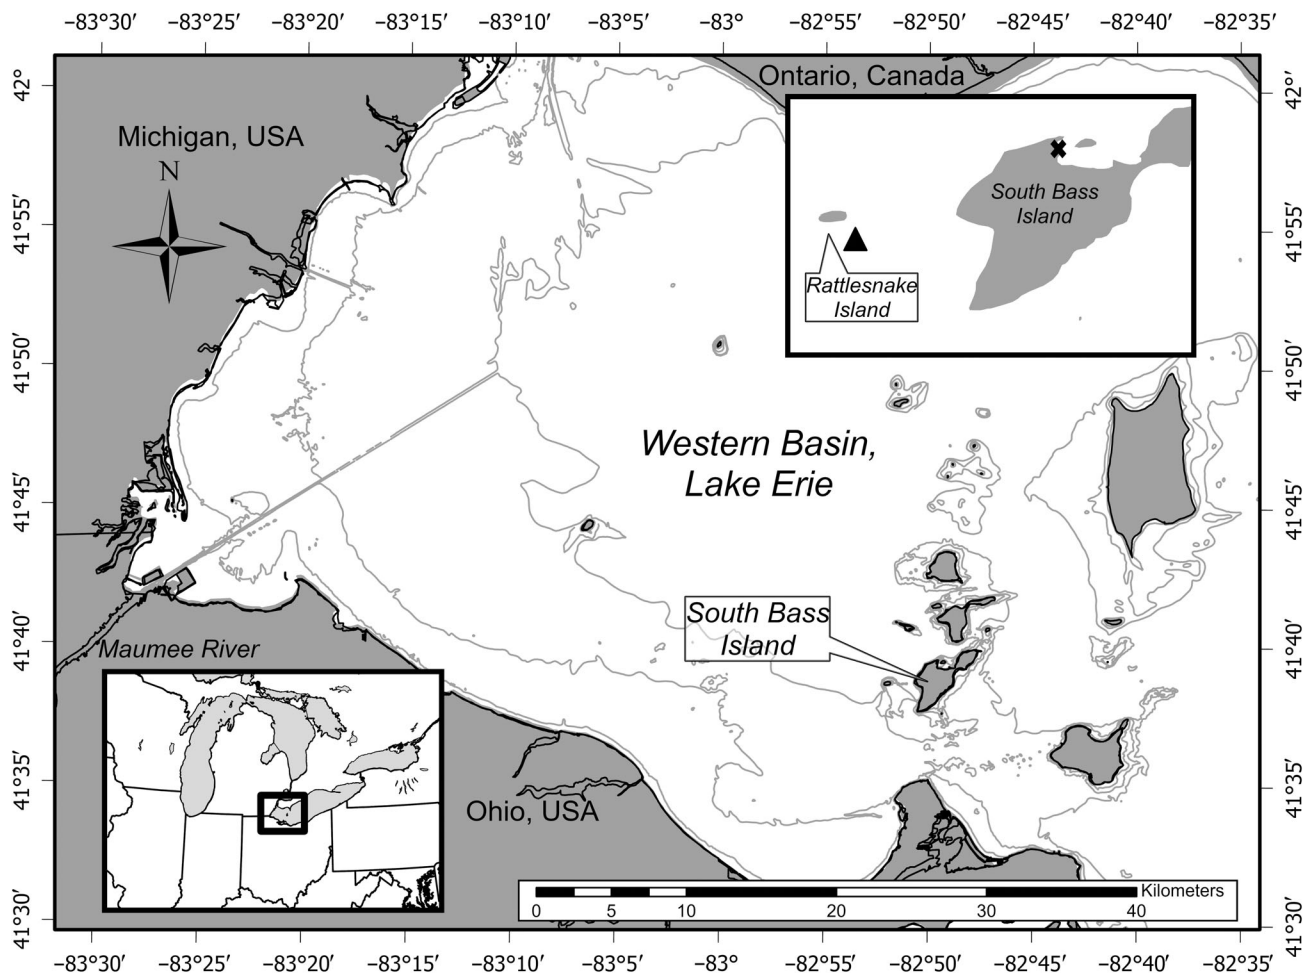 −83°30′ −83°25′ −83°20′ −83°15′ −83°10′ −83°5′ −83° −82°55′ −82°50′ −82°45′ −82°40′ −82°35′
Ontario, Canada
42°
42°
Michigan, USA
N
South Bass
Island
41°55′
41°55′
Rattlesnake
Island
41°50′
41°50′
Western Basin,
Lake Erie
41°45′
41°45′
South Bass
Island
41°40′
41°40′
Maumee River
41°35′
41°35′
Ohio, USA
Kilometers
0 5 10 20 30 40
41°30′
41°30′
−83°30′ −83°25′ −83°20′ −83°15′ −83°10′ −83°5′ −83° −82°55′ −82°50′ −82°45′ −82°40′ −82°35′